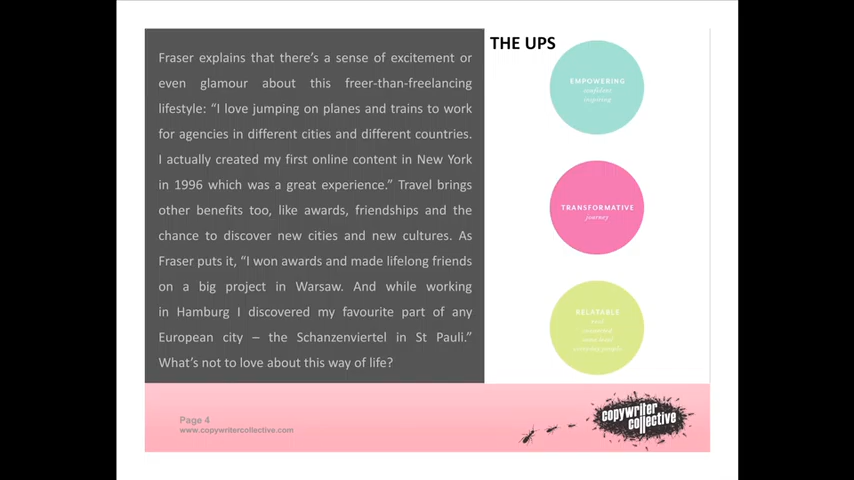 Fraser explains that there's a sense of excitement or
even glamour about this freer-than-freelancing
lifestyle: "I love jumping on planes and trains to work
for agencies in different cities and different countries.
I actually created my first online content in New York
in 1996 which was a great experience." Travel brings
other benefits too, like awards, friendships and the
chance to discover new cities and new cultures. As
Fraser puts it, "I won awards and made lifelong friends
on a big project in Warsaw. And while working
in Hamburg I discovered my favourite part of any
European city – the Schanzenviertel in St Pauli."
What's not to love about this way of life?
THE UPS
EMPOWERING
confident
inspiring
TRANSFORMATIVE
journey
RELATABLE
Page 4
www.copywritercollective.com
copywriter
collective